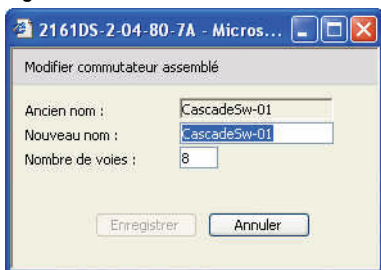 2161DS-2-04-80-7A - Micros...
Modifier commutateur assemblé
Ancien nom : CascadeSw-01
Nouveau nom : CascadeSw-01
Nombre de voies : 8
Enregistrer Annuler